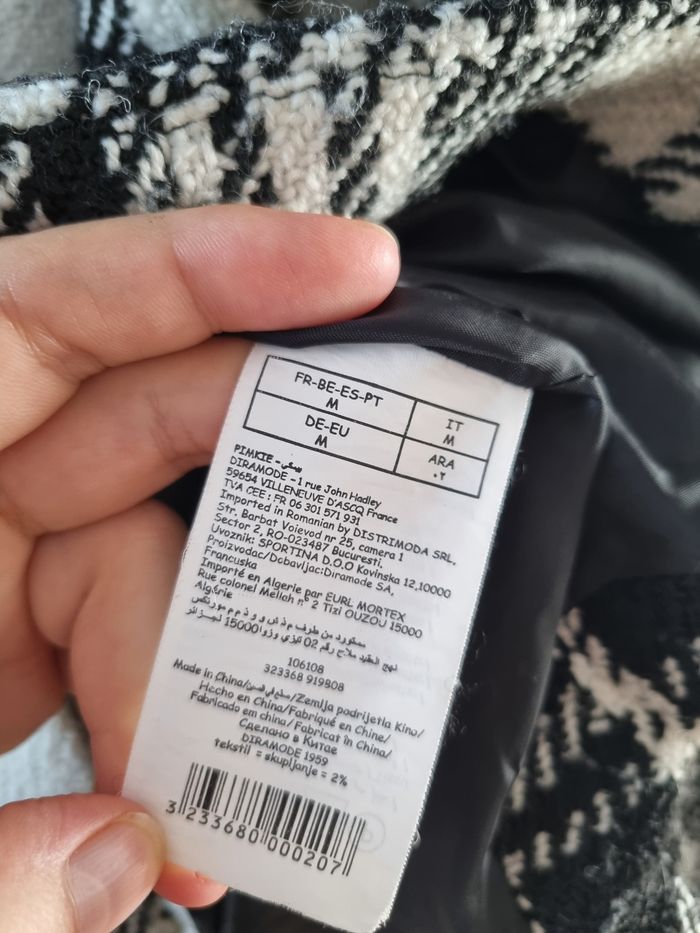 FR-BE-ES-PT
M
IT
M
DE-EU
M
ARA
٠٢
PIMKIE - بيمكي
DIRAMODE - 1 rue John Hadley
59654 VILLENEUVE D'ASCQ France
TVA CEE : FR 06 301 571 931
Imported in Romanian by DISTRIMODA SRL.
Str. Barbat Voievod nr 25, camera 1
Sector 2, RO-023487 Bucuresti.
Uvoznik: SPORTINA D.O.O Kovinska 12,10000
Proizvodac/Dobavljac:Diramode SA,
Francuska
Importé en Algerie par EURL MORTEX
Rue colonel Mellah n° 2 Tizi OUZOU 15000
Algérie
106108
323368 919808
Made in China/ /Zemlja podrijetla Kina/
Hecho en China/Fabriqué en Chine/
Fabricado em china/ Fabricat în China/
Сделано в Китае
DIRAMODE 1959
tekstil = skupljanje = 2%
3 233680 000207